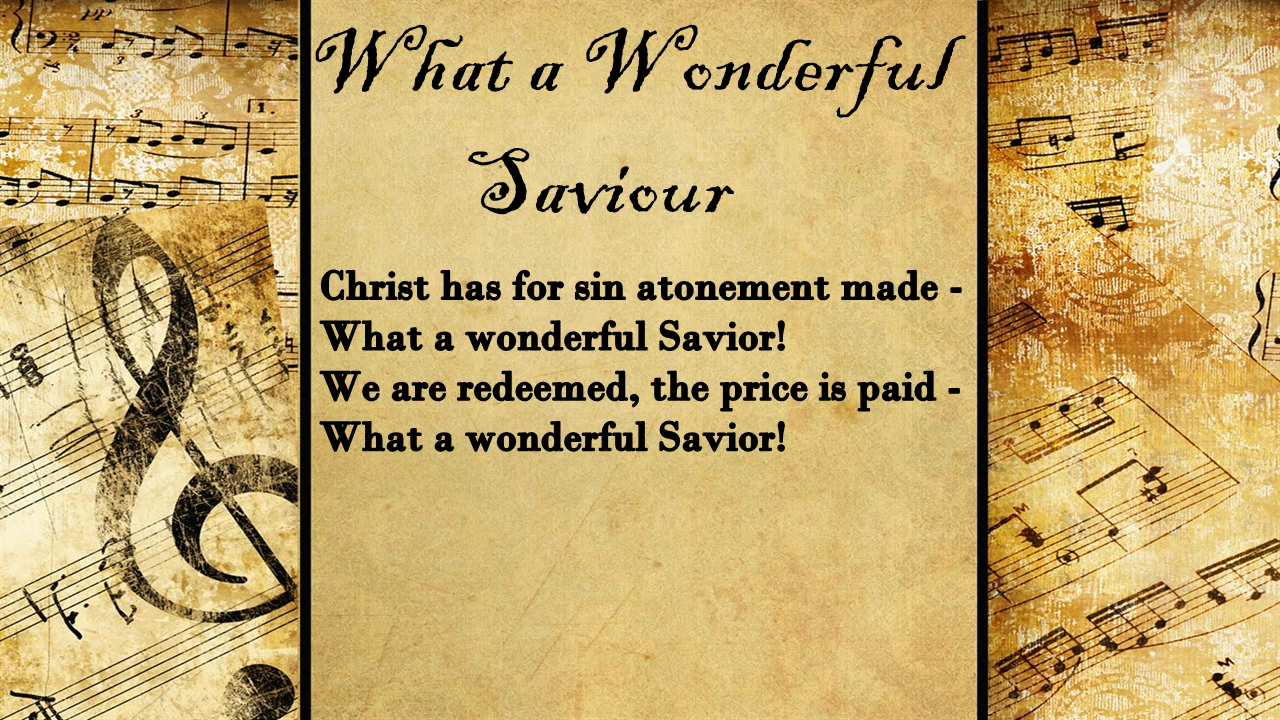 What a Wonderful
Saviour
Christ has for sin atonement made -
What a wonderful Savior!
We are redeemed, the price is paid -
What a wonderful Savior!